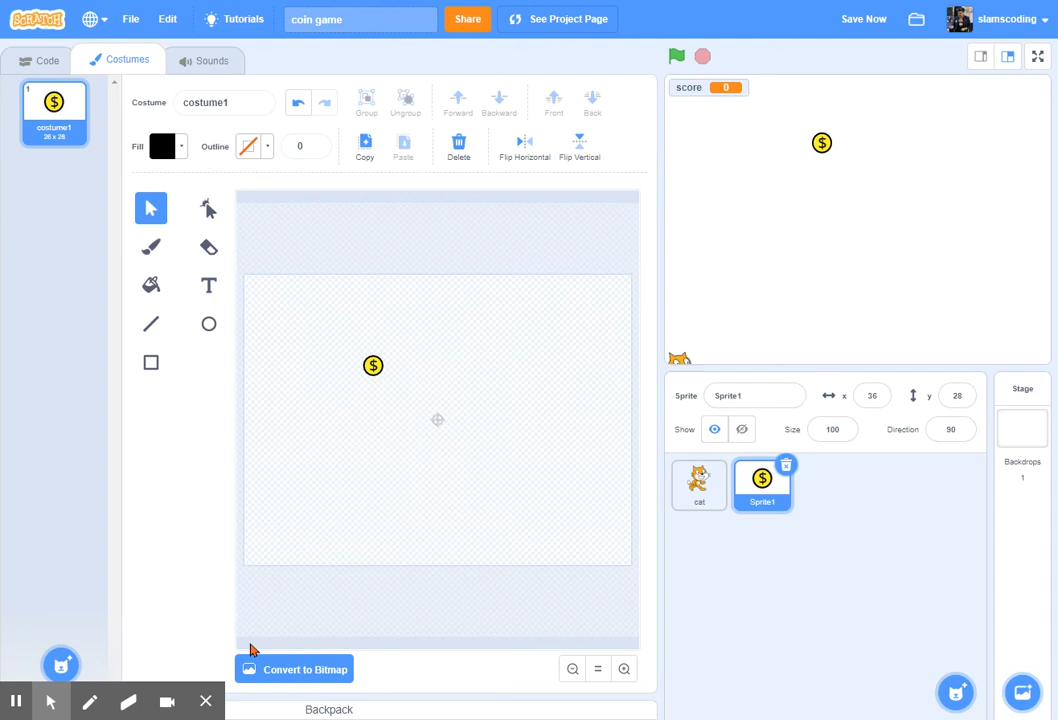 SCRATCH
File
Edit
Tutorials
coin game
Share
See Project Page
Save Now
slamscoding
Code
Costumes
Sounds
1
$
costume1
26 x 28
Costume
costume1
Group
Ungroup
Forward
Backward
Front
Back
Fill
Outline
0
Copy
Paste
Delete
Flip Horizontal
Flip Vertical
$
Convert to Bitmap
Backpack
score 0
$
Sprite
Sprite1
x
36
y
28
Show
Size
100
Direction
90
cat
$
Sprite1
Stage
Backdrops
1